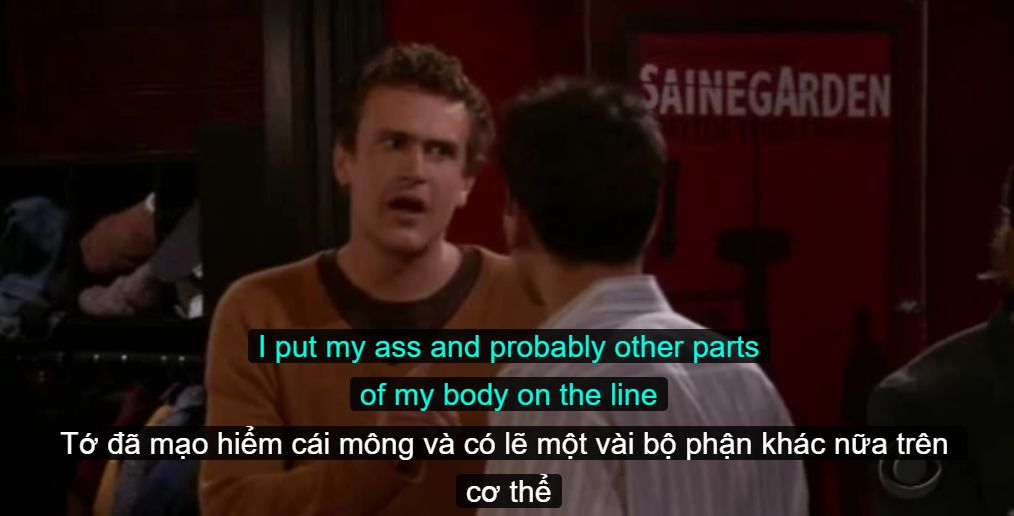 SAINEGARDEN
I put my ass and probably other parts
of my body on the line
Tớ đã mạo hiểm cái mông và có lẽ một vài bộ phận khác nữa trên
cơ thể